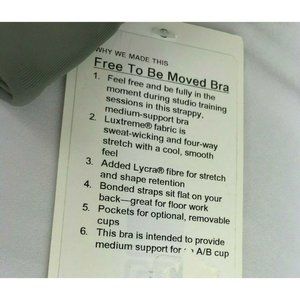 WHY WE MADE THIS
Free To Be Moved Bra
1. Feel free and be fully in the
moment during studio training
sessions in this strappy,
medium-support bra
2. Luxtreme® fabric is
sweat-wicking and four-way
stretch with a cool, smooth
feel
3. Added Lycra® fibre for stretch
and shape retention
4. Bonded straps sit flat on your
back—great for floor work
5. Pockets for optional, removable
cups
6. This bra is intended to provide
medium support for A/B cup